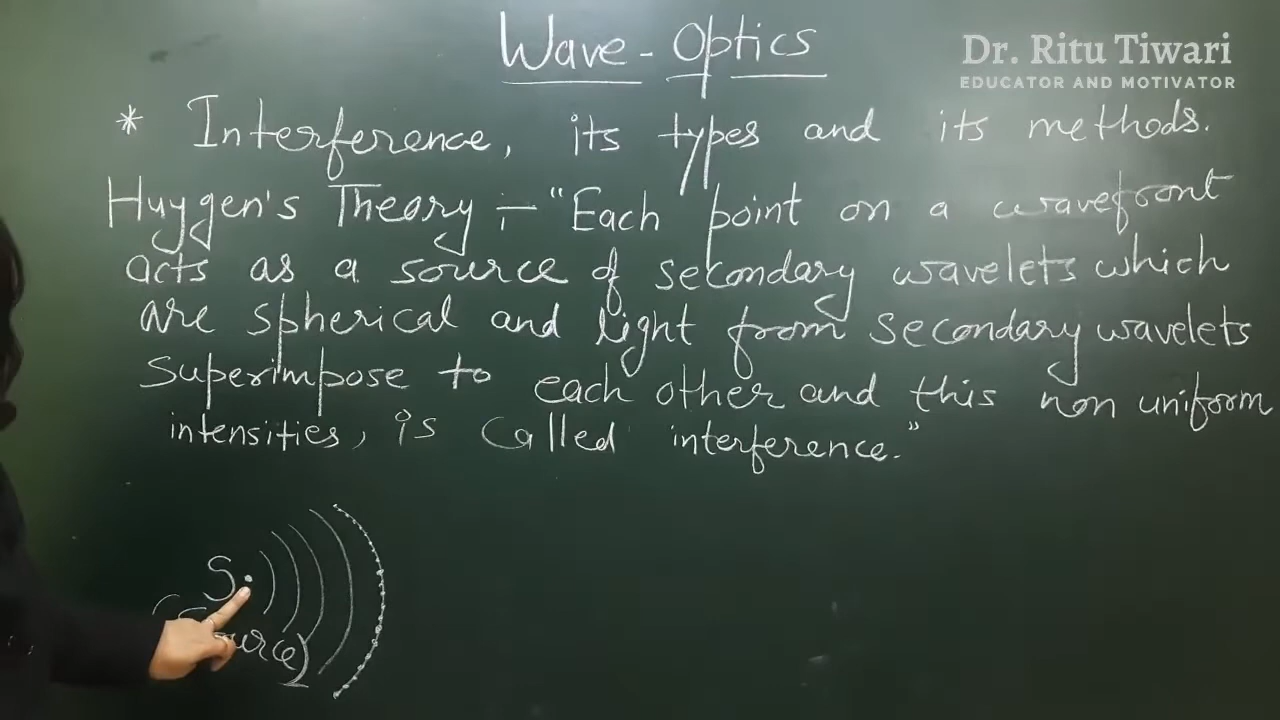 Wave-Optics
Dr. Ritu Tiwari
EDUCATOR AND MOTIVATOR
* Interference, its types and its methods.
Huygen's Theory :- "Each point on a wavefront
acts as a source of secondary wavelets which
are spherical and light from secondary wavelets
superimpose to each other and this non uniform
intensities, is called interference."
S